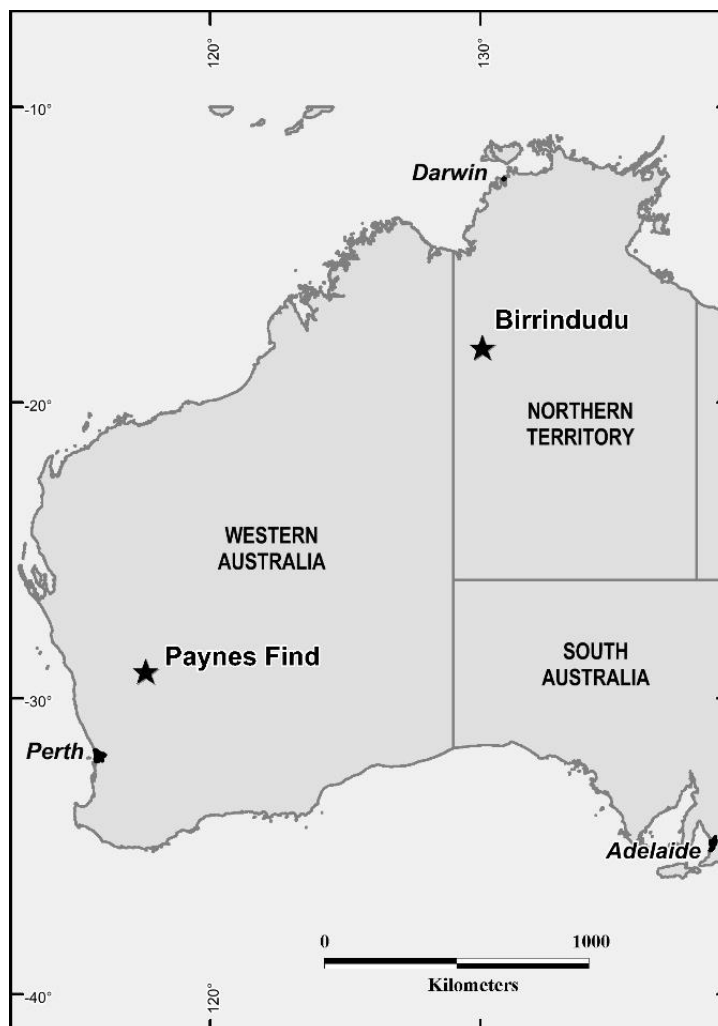 120°
130°
-10°
Darwin
Birrindudu
-20°
NORTHERN
TERRITORY
WESTERN
AUSTRALIA
Paynes Find
SOUTH
AUSTRALIA
-30°
Perth
Adelaide
0
1000
Kilometers
-40°
120°
130°